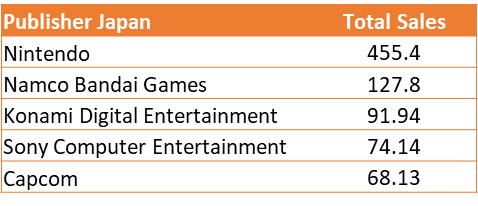 Publisher Japan Total Sales
Nintendo 455.4
Namco Bandai Games 127.8
Konami Digital Entertainment 91.94
Sony Computer Entertainment 74.14
Capcom 68.13